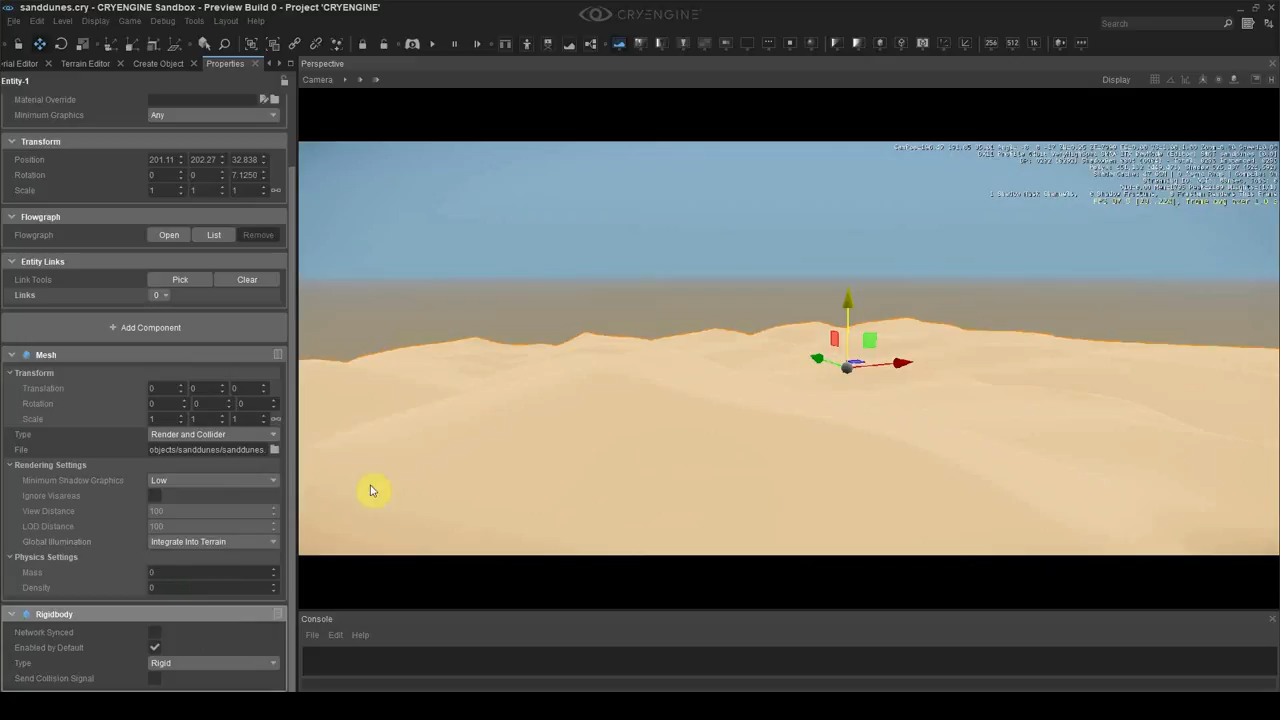 sanddunes.cry - CRYENGINE Sandbox - Preview Build 0 - Project 'CRYENGINE'
CRYENGINE
File Edit Level Display Game Debug Tools Layout Help
Search
256 512 1k
rial Editor Terrain Editor Create Object Properties
Perspective
Entity-1
Camera Display
Material Override
Minimum Graphics Any
Transform
Position 201.11 202.27 32.838
Rotation 0 0 7.1250
Scale 1 1 1
Flowgraph
Flowgraph Open List Remove
Entity Links
Link Tools Pick Clear
Links 0
Add Component
Mesh
Transform
Translation 0 0 0
Rotation 0 0 0
Scale 1 1 1
Type Render and Collider
File objects/sanddunes/sanddunes.
Rendering Settings
Minimum Shadow Graphics Low
Ignore Visareas
View Distance 100
LOD Distance 100
Global Illumination Integrate Into Terrain
Physics Settings
Mass 0
Density 0
Rigidbody
Network Synced
Enabled by Default
Type Rigid
Send Collision Signal
Console
File Edit Help